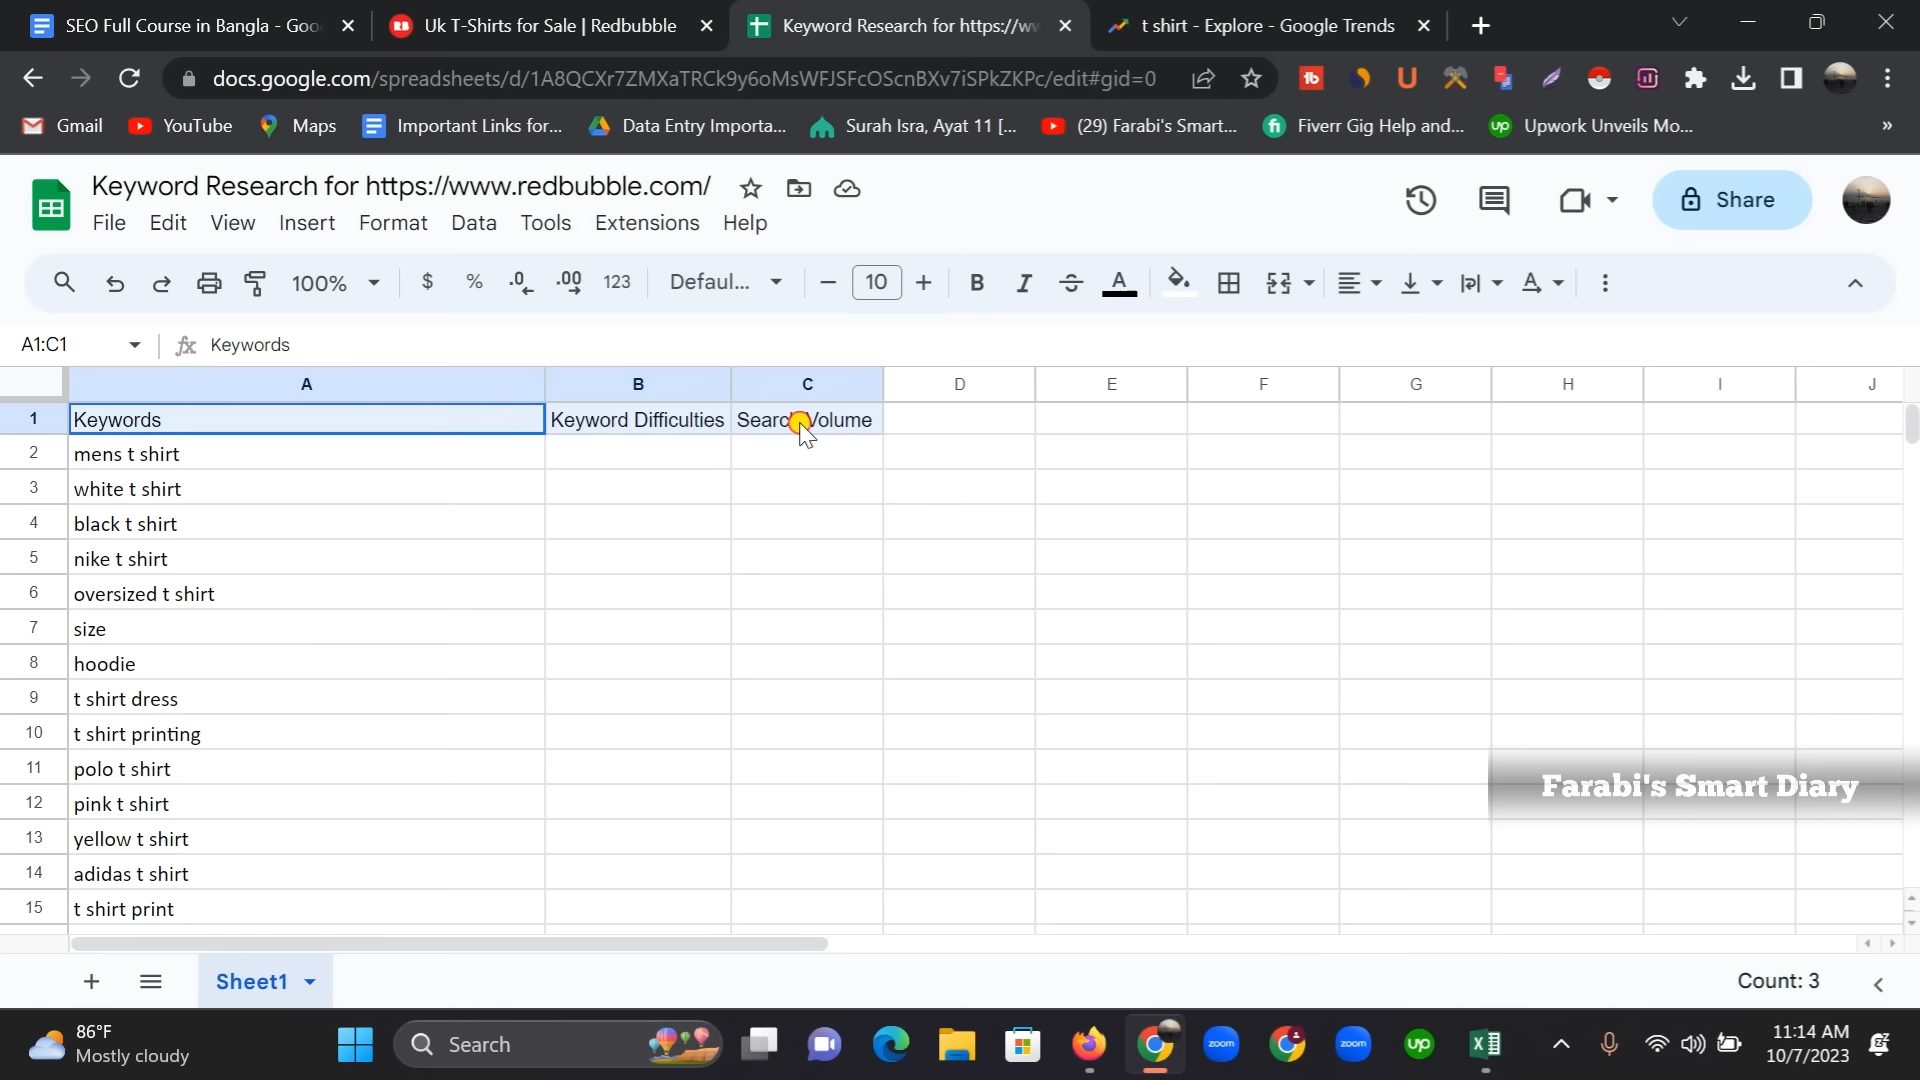 SEO Full Course in Bangla - Goo
Uk T-Shirts for Sale | Redbubble
Keyword Research for https://ww
t shirt - Explore - Google Trends
docs.google.com/spreadsheets/d/1A8QCXr7ZMXaTRCk9y6oMsWFJSFcOScnBXv7iSPkZKPc/edit#gid=0
Gmail
YouTube
Maps
Important Links for...
Data Entry Importa...
Surah Isra, Ayat 11 [...
(29) Farabi's Smart...
Fiverr Gig Help and...
Upwork Unveils Mo...
»
Keyword Research for https://www.redbubble.com/
File Edit View Insert Format Data Tools Extensions Help
Share
100%
$ % .0 .00 123
Defaul...
10
B I A
A1:C1
fx Keywords
A B C D E F G H I J
1 Keywords Keyword Difficulties Search Volume
2 mens t shirt
3 white t shirt
4 black t shirt
5 nike t shirt
6 oversized t shirt
7 size
8 hoodie
9 t shirt dress
10 t shirt printing
11 polo t shirt
12 pink t shirt
13 yellow t shirt
14 adidas t shirt
15 t shirt print
Farabi's Smart Diary
Sheet1
Count: 3
86°F
Mostly cloudy
Search
zoom
zoom
up
11:14 AM
10/7/2023